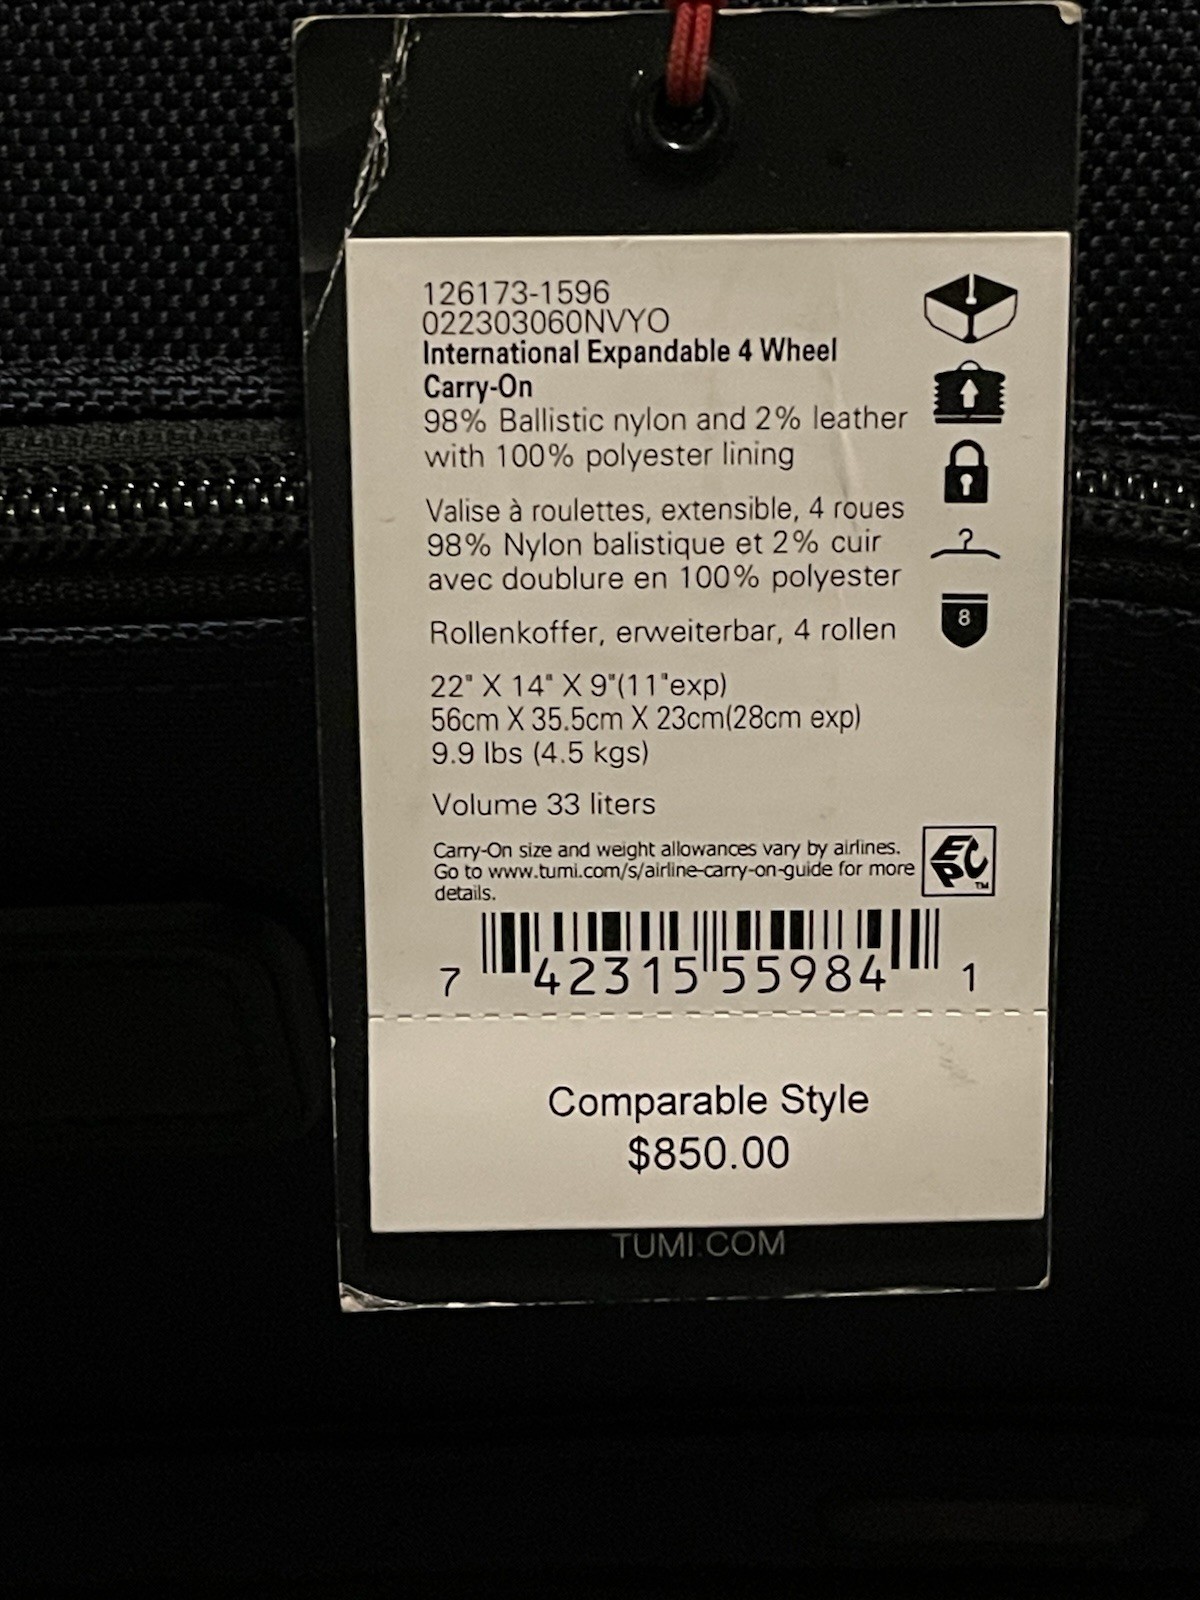 126173-1596
022303060NVYO
International Expandable 4 Wheel
Carry-On
98% Ballistic nylon and 2% leather
with 100% polyester lining
Valise à roulettes, extensible, 4 roues
98% Nylon balistique et 2% cuir
avec doublure en 100% polyester
Rollenkoffer, erweiterbar, 4 rollen
8
22" X 14" X 9"(11"exp)
56cm X 35.5cm X 23cm(28cm exp)
9.9 lbs (4.5 kgs)
Volume 33 liters
Carry-On size and weight allowances vary by airlines.
Go to www.tumi.com/s/airline-carry-on-guide for more
details.
EPC TM
7 42315 55984 1
Comparable Style
$850.00
TUMI.COM